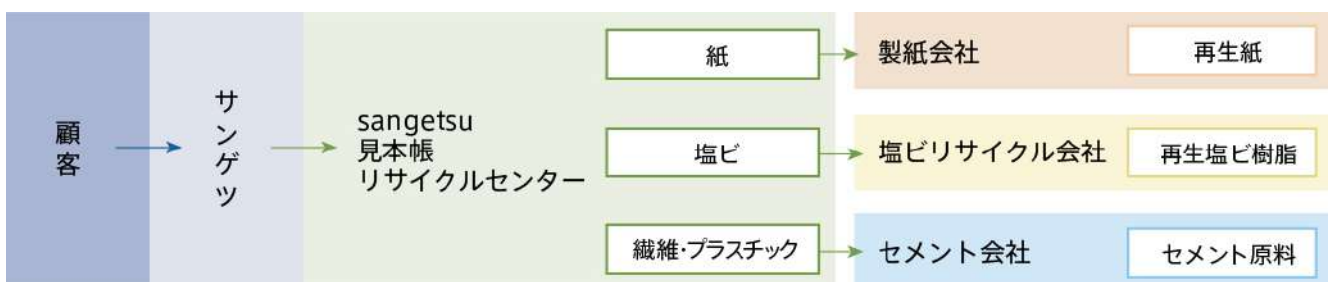 顧客
サンゲツ
sangetsu
見本帳
リサイクルセンター
紙
製紙会社
再生紙
塩ビ
塩ビリサイクル会社
再生塩ビ樹脂
繊維・プラスチック
セメント会社
セメント原料